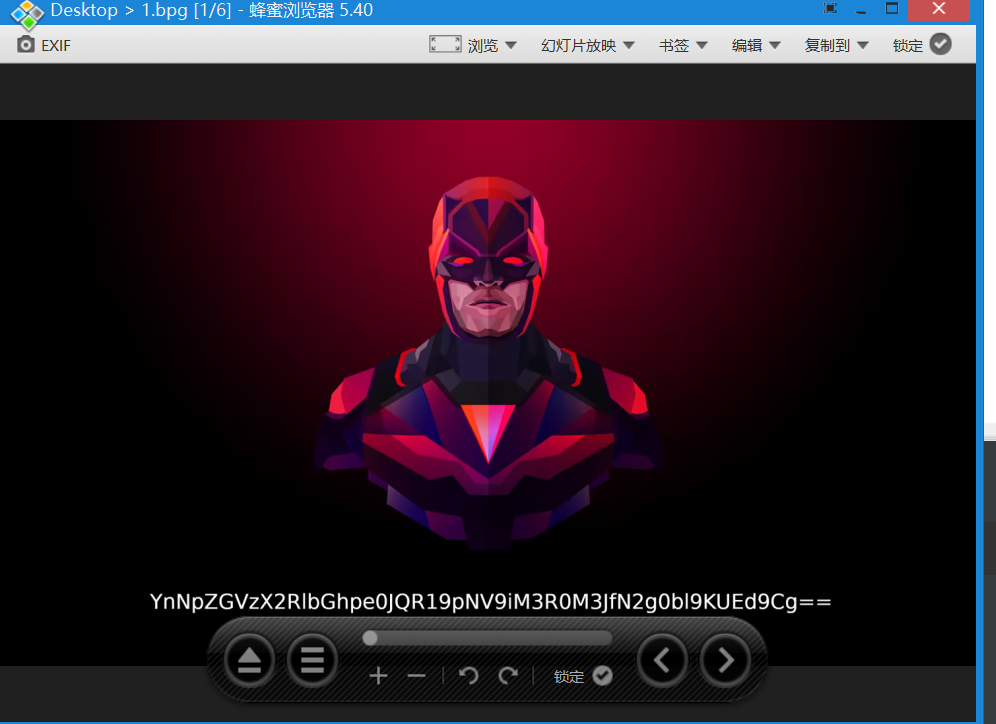 Desktop > 1.bpg [1/6] - 蜂蜜浏览器 5.40
EXIF 浏览 幻灯片放映 书签 编辑 复制到 锁定
YnNpZGVzX2RlbGhpe0JQR19pNV9iM3R0M3JfN2g0bl9KUEd9Cg==
锁定